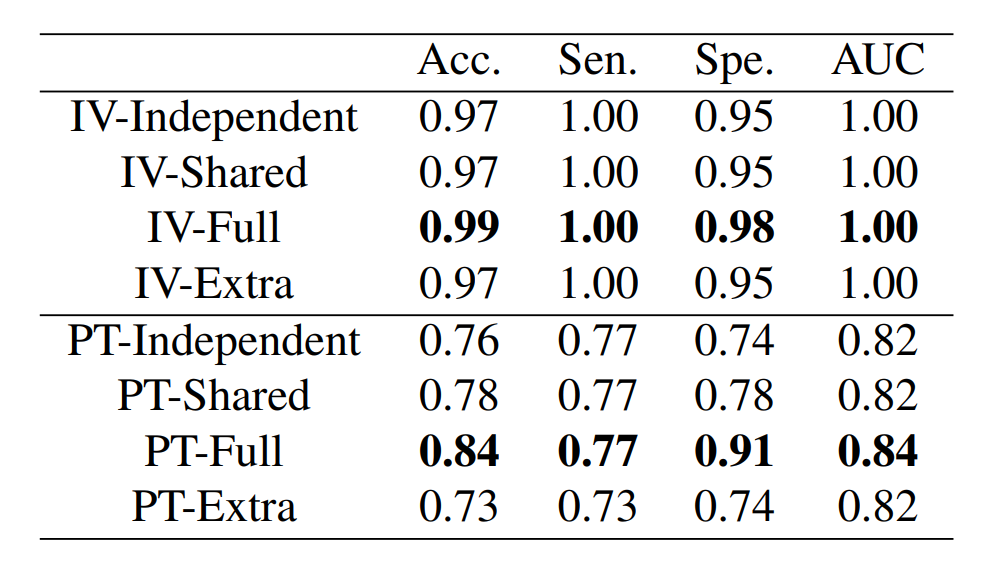 Acc. Sen. Spe. AUC
IV-Independent 0.97 1.00 0.95 1.00
IV-Shared 0.97 1.00 0.95 1.00
IV-Full 0.99 1.00 0.98 1.00
IV-Extra 0.97 1.00 0.95 1.00
PT-Independent 0.76 0.77 0.74 0.82
PT-Shared 0.78 0.77 0.78 0.82
PT-Full 0.84 0.77 0.91 0.84
PT-Extra 0.73 0.73 0.74 0.82